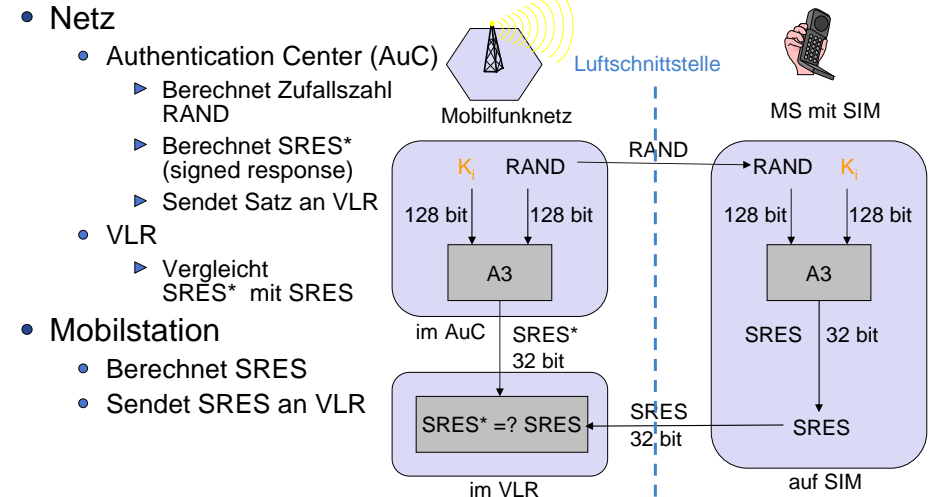 Netz
Authentication Center (AuC)
Berechnet Zufallszahl
RAND
Berechnet SRES*
(signed response)
Sendet Satz an VLR
VLR
Vergleicht
SRES* mit SRES
Mobilstation
Berechnet SRES
Sendet SRES an VLR
Luftschnittstelle
Mobilfunknetz
MS mit SIM
Ki
RAND
RAND
RAND
Ki
128 bit
128 bit
128 bit
128 bit
A3
A3
im AuC
SRES*
32 bit
SRES
32 bit
SRES* =? SRES
SRES
32 bit
SRES
im VLR
auf SIM